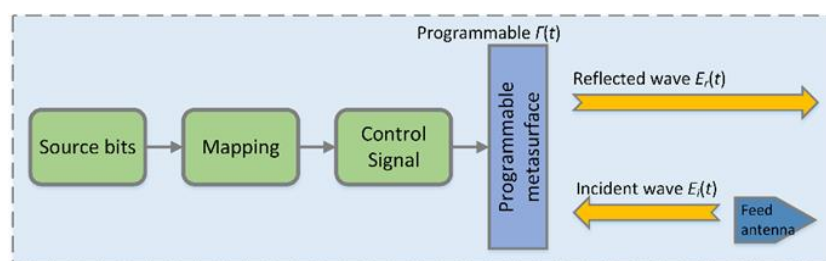 Programmable Γ(t)
Source bits
Mapping
Control
Signal
Programmable
metasurface
Reflected wave Eᵣ(t)
Incident wave Eᵢ(t)
Feed
antenna